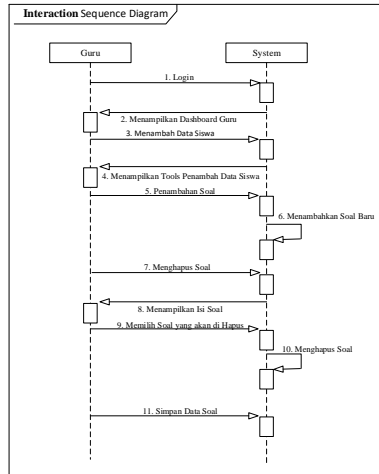 Interaction Sequence Diagram
Guru
System
1. Login
2. Menampilkan Dashboard Guru
3. Menambah Data Siswa
4. Menampilkan Tools Penambah Data Siswa
5. Penambahan Soal
6. Menambahkan Soal Baru
7. Menghapus Soal
8. Menampilkan Isi Soal
9. Memilih Soal yang akan di Hapus
10. Menghapus Soal
11. Simpan Data Soal